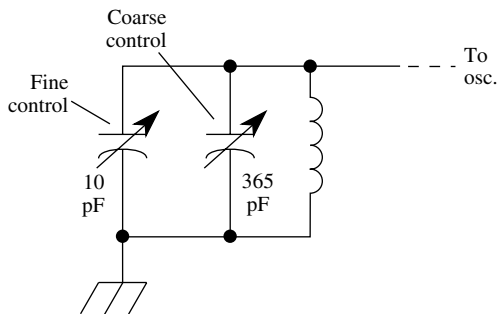 Coarse
control
To
osc.
Fine
control
10
pF
365
pF